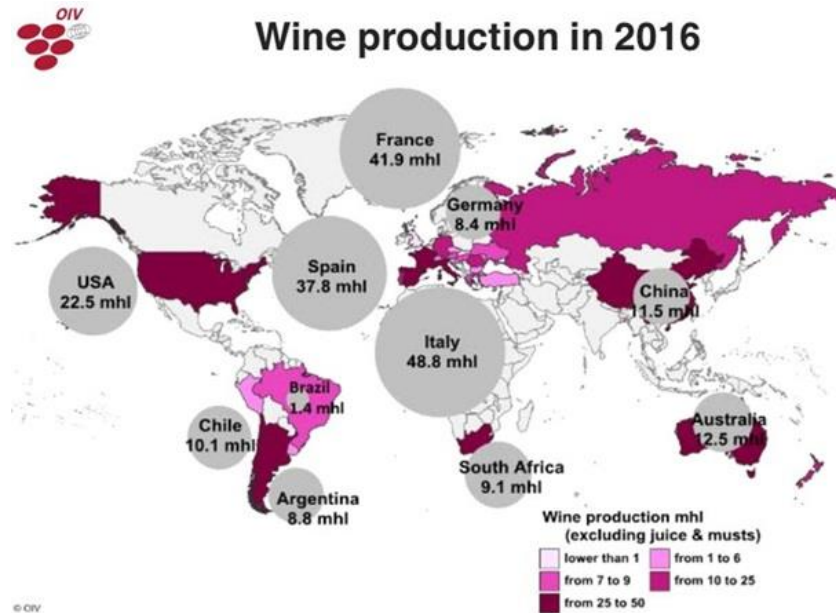 OIV
Wine production in 2016
France
41.9 mhl
Germany
8.4 mhl
Spain
37.8 mhl
USA
22.5 mhl
China
11.5 mhl
Italy
48.8 mhl
Brazil
1.4 mhl
Chile
10.1 mhl
Australia
12.5 mhl
South Africa
9.1 mhl
Argentina
8.8 mhl
Wine production mhl
(excluding juice & musts)
lower than 1
from 1 to 6
from 7 to 9
from 10 to 25
from 25 to 50
© OIV